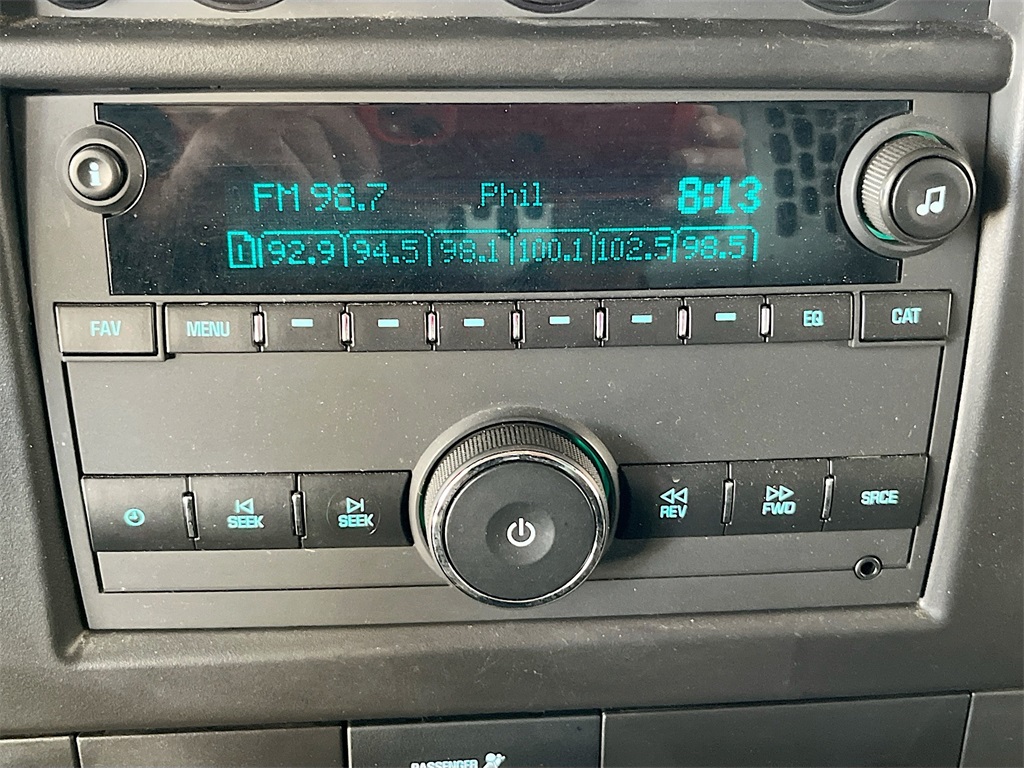 i
FM 98.7 Phil 8:13
1 92.9 94.5 98.1 100.1 102.5 98.5
FAV MENU EQ CAT
SEEK SEEK REV FWD SRCE
PASSENGER